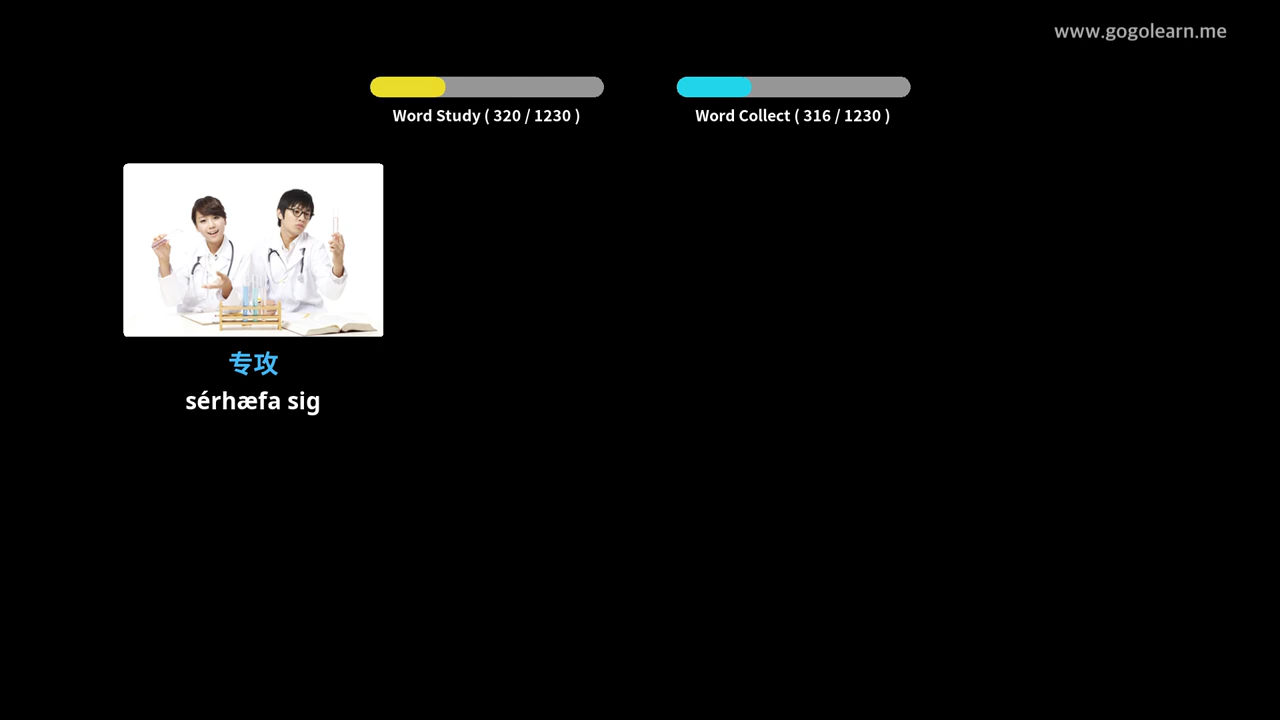 www.gogolearn.me
Word Study ( 320 / 1230 )
Word Collect ( 316 / 1230 )
专攻
sérhæfa sig